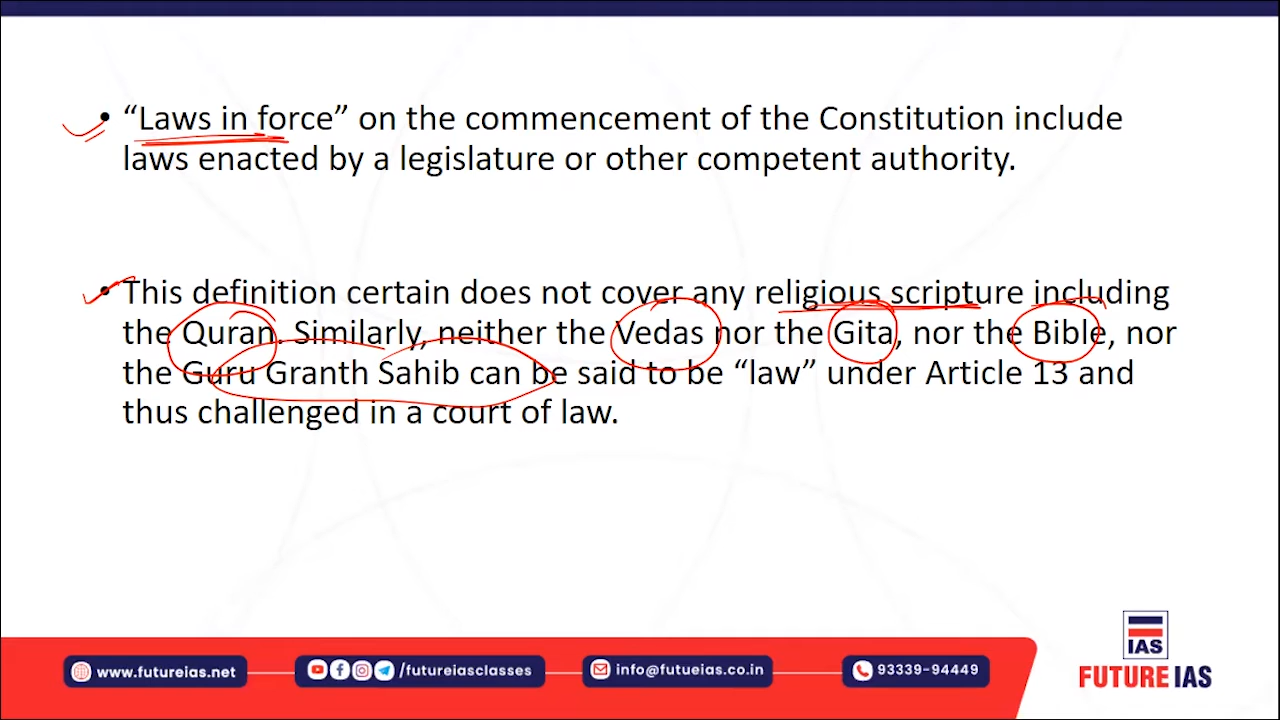 • “Laws in force” on the commencement of the Constitution include
laws enacted by a legislature or other competent authority.
• This definition certain does not cover any religious scripture including
the Quran. Similarly, neither the Vedas nor the Gita, nor the Bible, nor
the Guru Granth Sahib can be said to be “law” under Article 13 and
thus challenged in a court of law.
IAS
FUTURE IAS
www.futureias.net
/futureiasclasses
info@futueias.co.in
93339-94449